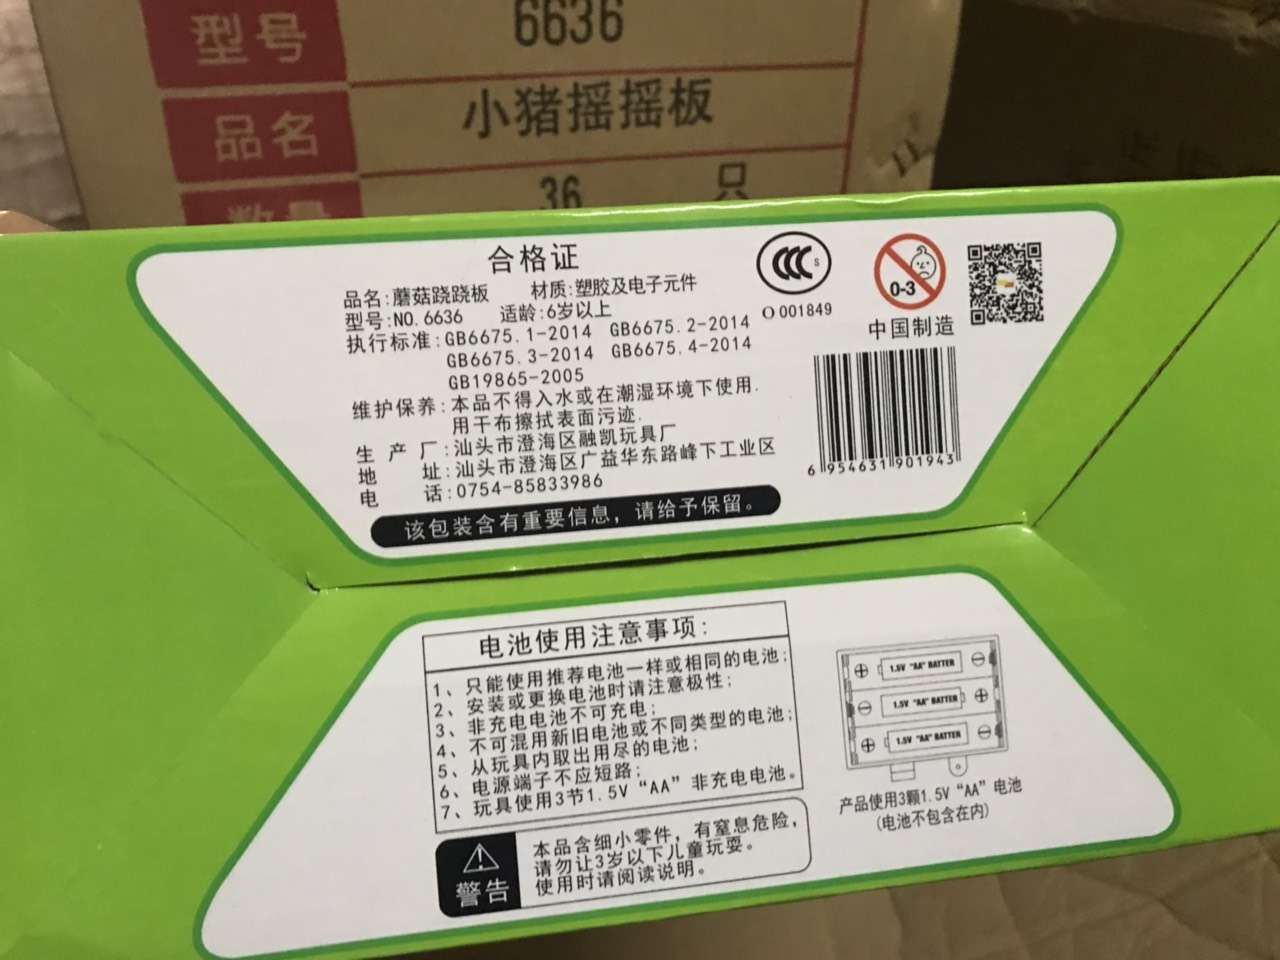 型号 6636
品名 小猪摇摇板
数量 36 只
合格证
品名:蘑菇跷跷板 材质:塑胶及电子元件
型号:NO.6636 适龄:6岁以上
执行标准:GB6675.1-2014 GB6675.2-2014
GB6675.3-2014 GB6675.4-2014
GB19865-2005
维护保养:本品不得入水或在潮湿环境下使用.
用干布擦拭表面污迹.
生产厂:汕头市澄海区融凯玩具厂
地址:汕头市澄海区广益华东路峰下工业区
电话:0754-85833986
该包装含有重要信息，请给予保留。
CCC S
O001849
0-3
中国制造
6 954631 901943
电池使用注意事项:
1、只能使用推荐电池一样或相同的电池;
2、安装或更换电池时请注意极性;
3、非充电电池不可充电;
4、不可混用新旧电池或不同类型的电池;
5、从玩具内取出用尽的电池;
6、电源端子不应短路;
7、玩具使用3节1.5V“AA”非充电电池。
警告
本品含细小零件，有窒息危险，
请勿让3岁以下儿童玩耍。
使用时请阅读说明。
1.5V "AA" BATTER
1.5V "AA" BATTER
1.5V "AA" BATTER
产品使用3颗1.5V“AA”电池
(电池不包含在内)